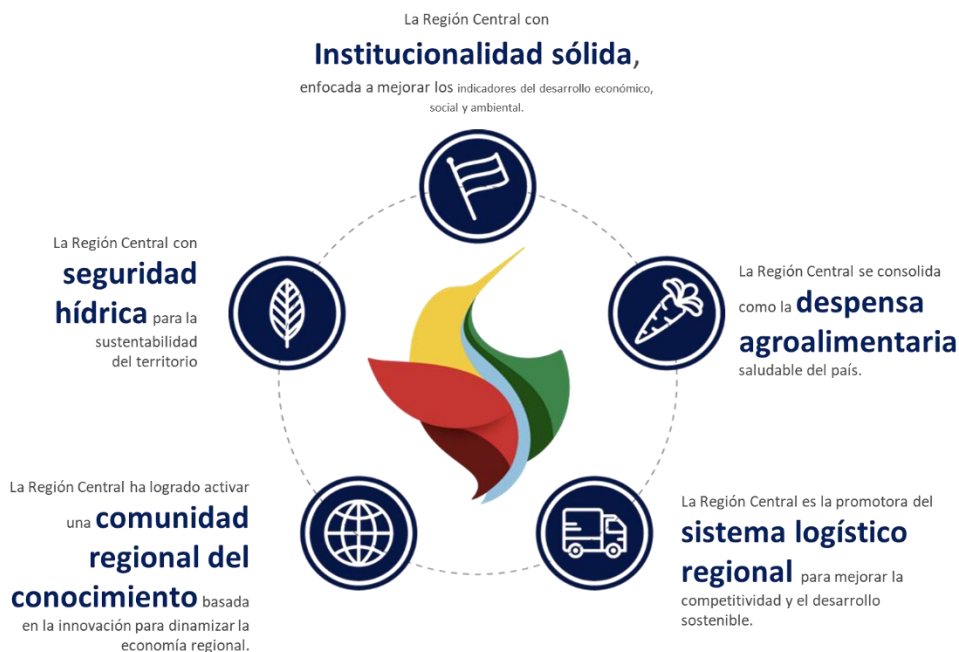 La Región Central con
Institucionalidad sólida,
enfocada a mejorar los indicadores del desarrollo económico,
social y ambiental.
La Región Central con
seguridad
hídrica para la
sustentabilidad
del territorio
La Región Central se consolida
como la despensa
agroalimentaria
saludable del país.
La Región Central ha logrado activar
una comunidad
regional del
conocimiento basada
en la innovación para dinamizar la
economía regional.
La Región Central es la promotora del
sistema logístico
regional para mejorar la
competitividad y el desarrollo
sostenible.